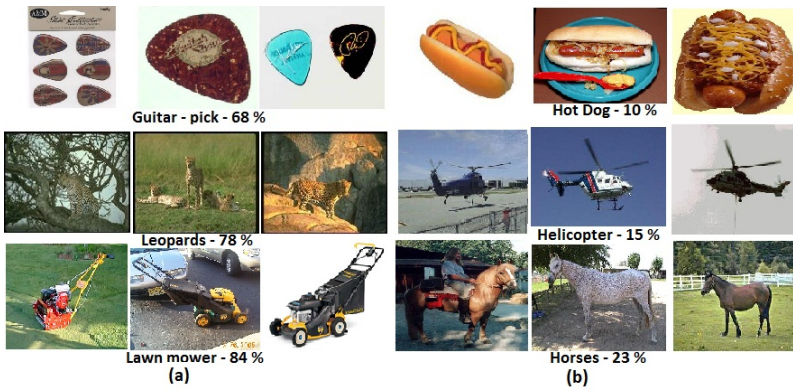 Guitar - pick - 68 %
Hot Dog - 10 %
Leopards - 78 %
Helicopter - 15 %
Lawn mower - 84 %
Horses - 23 %
(a)
(b)